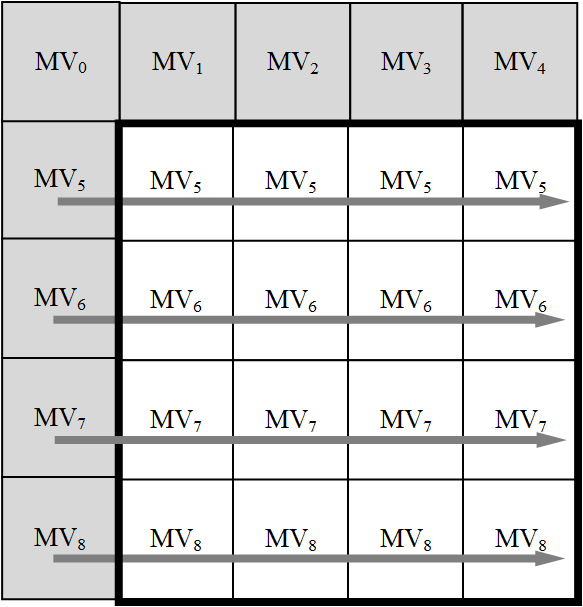 MV₀ MV₁ MV₂ MV₃ MV₄
MV₅ MV₅ MV₅ MV₅ MV₅
MV₆ MV₆ MV₆ MV₆ MV₆
MV₇ MV₇ MV₇ MV₇ MV₇
MV₈ MV₈ MV₈ MV₈ MV₈